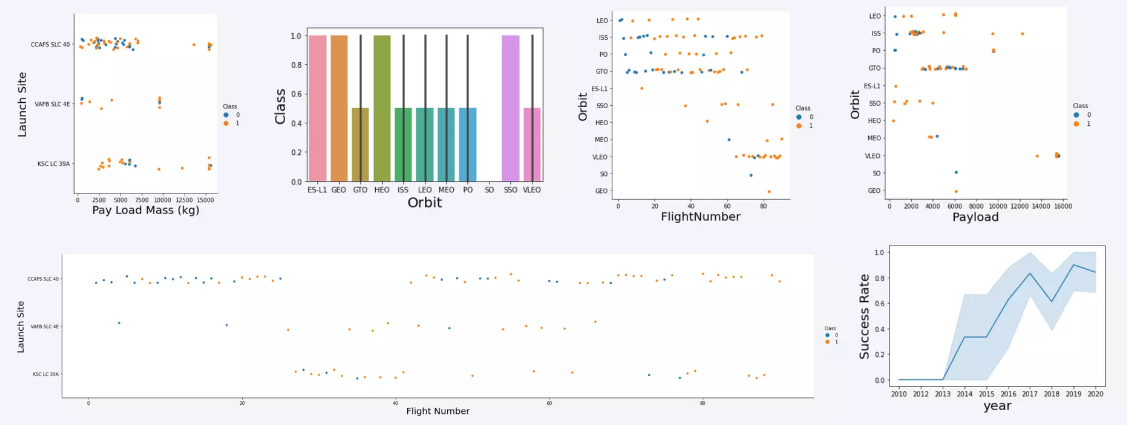 Launch Site
CCAFS SLC 40
VAFB SLC 4E
KSC LC 39A
0 2500 5000 7500 10000 12500 15000
Pay Load Mass (kg)
Class
0
1
Class
1.0
0.8
0.6
0.4
0.2
0.0
ES-L1 GEO GTO HEO ISS LEO MEO PO SO SSO VLEO
Orbit
Orbit
LEO
ISS
PO
GTO
ES-L1
SSO
HEO
MEO
VLEO
SO
GEO
0 20 40 60 80
FlightNumber
Class
0
1
Orbit
LEO
ISS
PO
GTO
ES-L1
SSO
HEO
MEO
VLEO
SO
GEO
0 2000 4000 6000 8000 10000 12000 14000 16000
Payload
Class
0
1
Launch Site
CCAFS SLC 40
VAFB SLC 4E
KSC LC 39A
0 20 40 60 80
Flight Number
Class
0
1
Success Rate
1.0
0.8
0.6
0.4
0.2
0.0
2010 2012 2013 2014 2015 2016 2017 2018 2019 2020
year